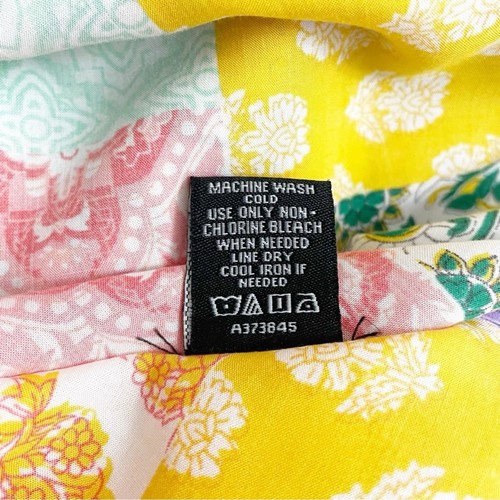 MACHINE WASH
COLD
USE ONLY NON-
CHLORINE BLEACH
WHEN NEEDED
LINE DRY
COOL IRON IF
NEEDED
A373845